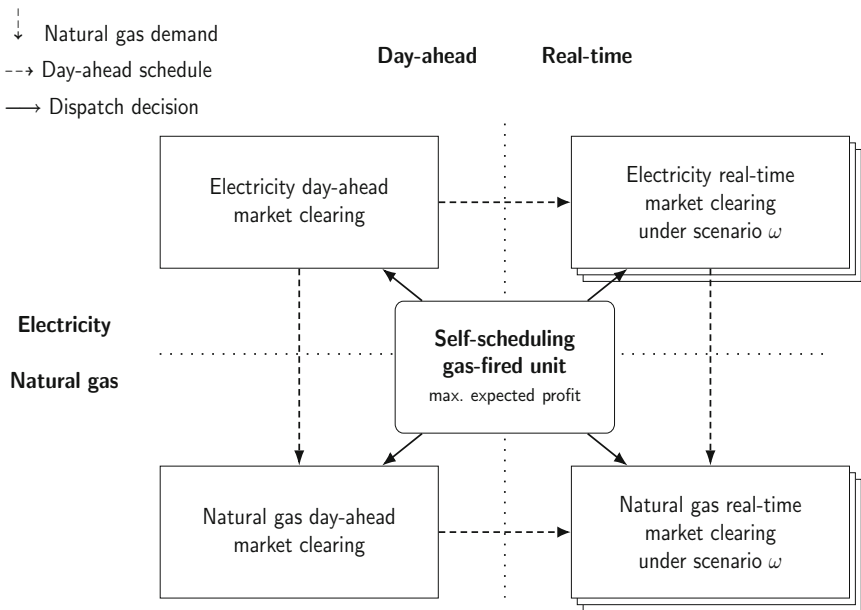 Natural gas demand
Day-ahead schedule
Dispatch decision
Day-ahead
Real-time
Electricity day-ahead
market clearing
Electricity real-time
market clearing
under scenario ω
Electricity
Natural gas
Self-scheduling
gas-fired unit
max. expected profit
Natural gas day-ahead
market clearing
Natural gas real-time
market clearing
under scenario ω